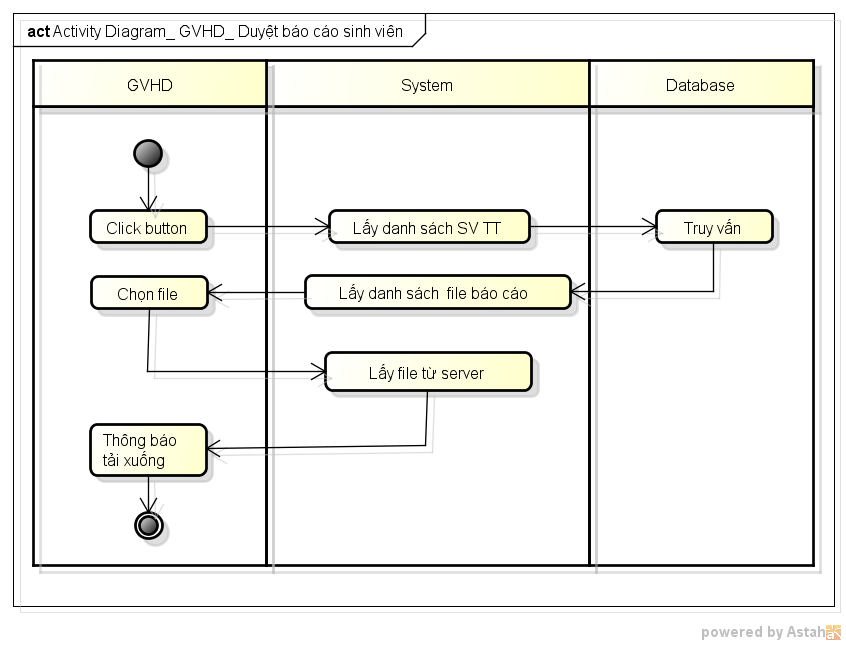 act Activity Diagram_ GVHD_ Duyệt báo cáo sinh viên
GVHD
System
Database
Click button
Lấy danh sách SV TT
Truy vấn
Chọn file
Lấy danh sách file báo cáo
Lấy file từ server
Thông báo
tải xuống
powered by Astah